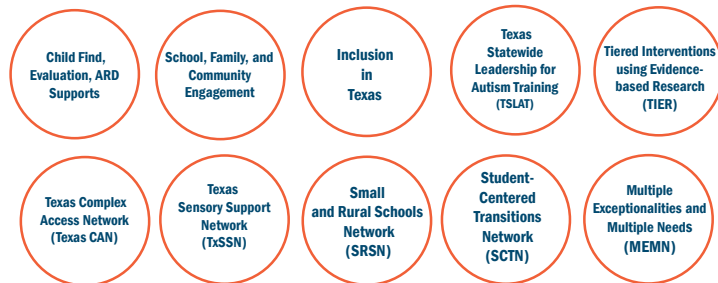 Child Find,
Evaluation, ARD
Supports
School, Family, and
Community
Engagement
Inclusion
in
Texas
Texas
Statewide
Leadership for
Autism Training
(TSLAT)
Tiered Interventions
using Evidence-
based Research
(TIER)
Texas Complex
Access Network
(Texas CAN)
Texas
Sensory Support
Network
(TxSSN)
Small
and Rural Schools
Network
(SRSN)
Student-
Centered
Transitions
Network
(SCTN)
Multiple
Exceptionalities and
Multiple Needs
(MEMN)